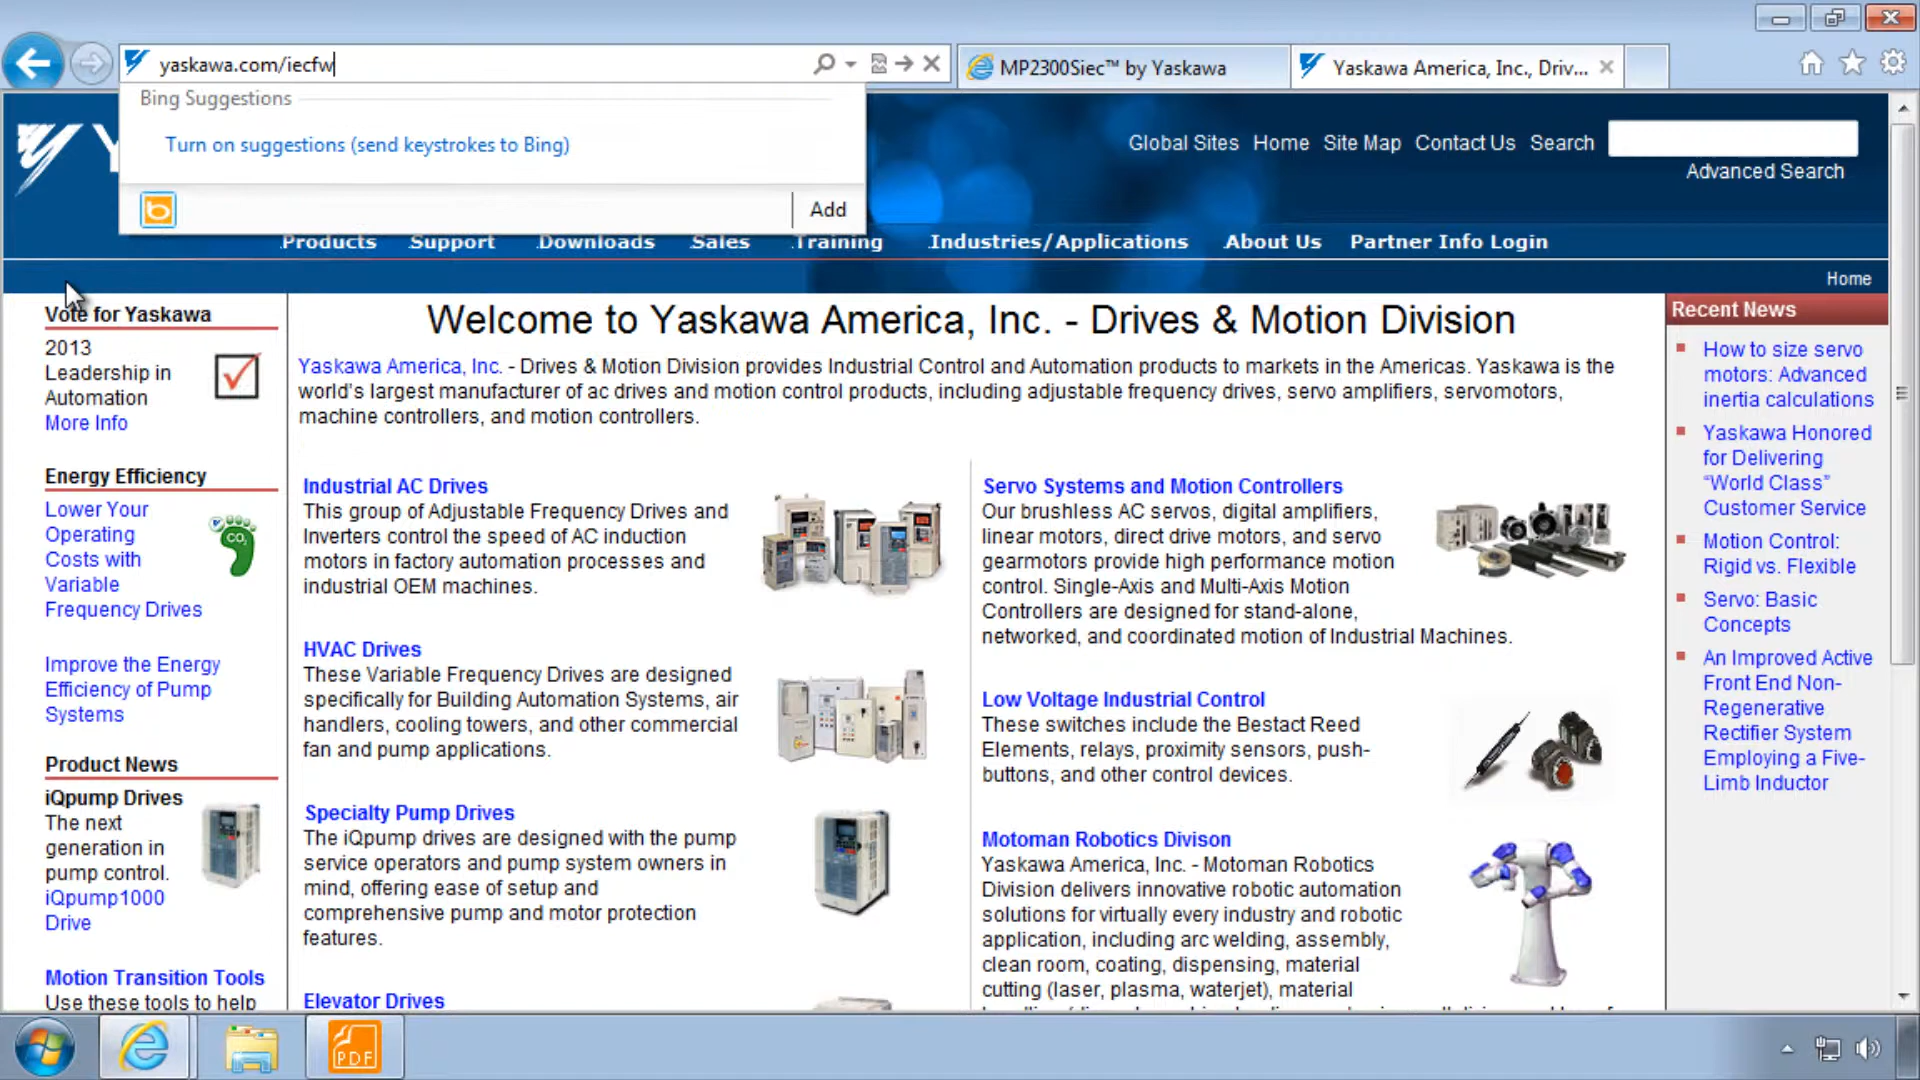 yaskawa.com/iecfw
MP2300Siec™ by Yaskawa
Yaskawa America, Inc., Driv...
Bing Suggestions
Turn on suggestions (send keystrokes to Bing)
Add
Global Sites Home Site Map Contact Us Search
Advanced Search
Products Support Downloads Sales Training Industries/Applications About Us Partner Info Login
Home
Vote for Yaskawa
2013
Leadership in
Automation
More Info
Energy Efficiency
Lower Your
Operating
Costs with
Variable
Frequency Drives
CO2
Improve the Energy
Efficiency of Pump
Systems
Product News
iQpump Drives
The next
generation in
pump control.
iQpump1000
Drive
Motion Transition Tools
Use these tools to help
Welcome to Yaskawa America, Inc. - Drives & Motion Division
Yaskawa America, Inc. - Drives & Motion Division provides Industrial Control and Automation products to markets in the Americas. Yaskawa is the
world's largest manufacturer of ac drives and motion control products, including adjustable frequency drives, servo amplifiers, servomotors,
machine controllers, and motion controllers.
Industrial AC Drives
This group of Adjustable Frequency Drives and
Inverters control the speed of AC induction
motors in factory automation processes and
industrial OEM machines.
HVAC Drives
These Variable Frequency Drives are designed
specifically for Building Automation Systems, air
handlers, cooling towers, and other commercial
fan and pump applications.
Specialty Pump Drives
The iQpump drives are designed with the pump
service operators and pump system owners in
mind, offering ease of setup and
comprehensive pump and motor protection
features.
Elevator Drives
Servo Systems and Motion Controllers
Our brushless AC servos, digital amplifiers,
linear motors, direct drive motors, and servo
gearmotors provide high performance motion
control. Single-Axis and Multi-Axis Motion
Controllers are designed for stand-alone,
networked, and coordinated motion of Industrial Machines.
Low Voltage Industrial Control
These switches include the Bestact Reed
Elements, relays, proximity sensors, push-
buttons, and other control devices.
Motoman Robotics Divison
Yaskawa America, Inc. - Motoman Robotics
Division delivers innovative robotic automation
solutions for virtually every industry and robotic
application, including arc welding, assembly,
clean room, coating, dispensing, material
cutting (laser, plasma, waterjet), material
Recent News
How to size servo
motors: Advanced
inertia calculations
Yaskawa Honored
for Delivering
"World Class"
Customer Service
Motion Control:
Rigid vs. Flexible
Servo: Basic
Concepts
An Improved Active
Front End Non-
Regenerative
Rectifier System
Employing a Five-
Limb Inductor
PDF